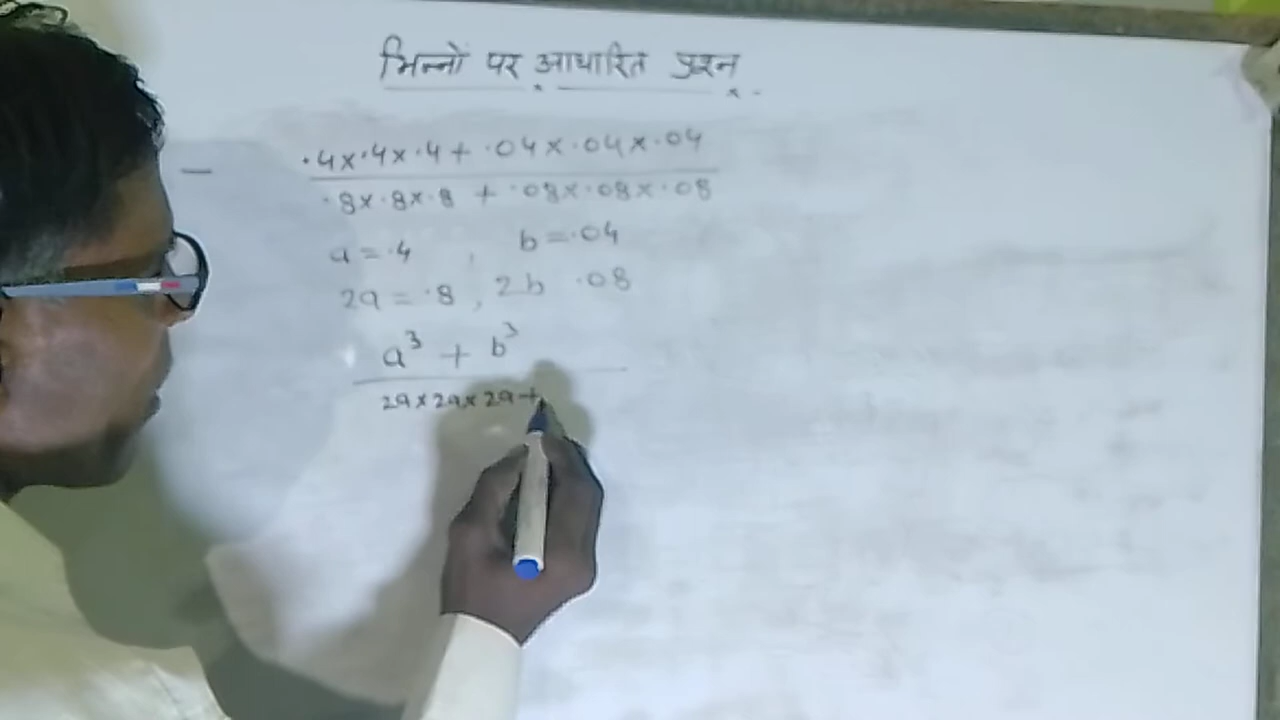 भिन्नों पर आधारित प्रश्न
.4x.4x.4+ .04x.04x.04
.8x.8x.8 + .08x.08x.08
a=.4 , b=.04
2a=.8, 2b .08
a³ + b³
2a×2a×2a+